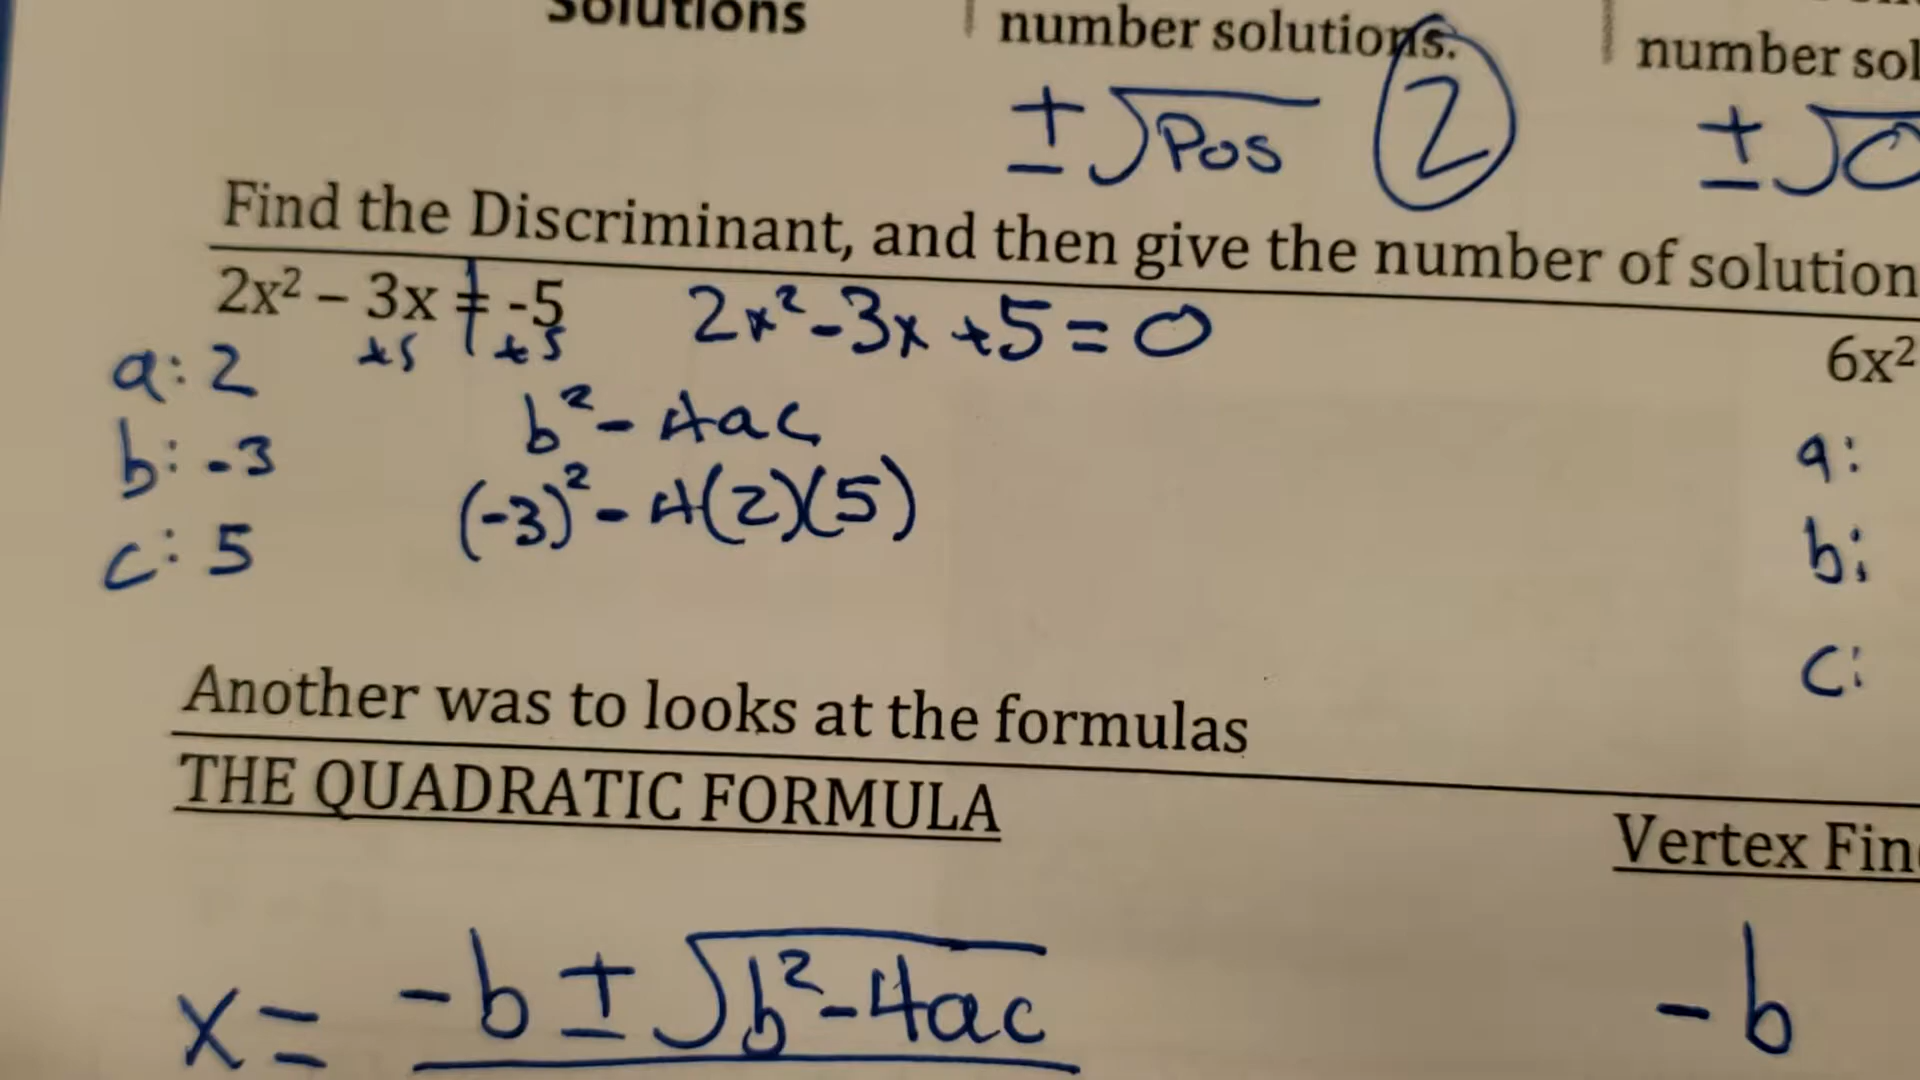 Solutions number solutions. number sol
± √Pos 2 ± √0
Find the Discriminant, and then give the number of solution
2x² – 3x = -5 2x² - 3x + 5 = 0 6x²
+5 +5
a: 2 b² - 4ac a:
b: -3 (-3)² - 4(2)(5) b:
c: 5 c:
Another was to looks at the formulas
THE QUADRATIC FORMULA Vertex Fin
x = -b ± √b² - 4ac -b